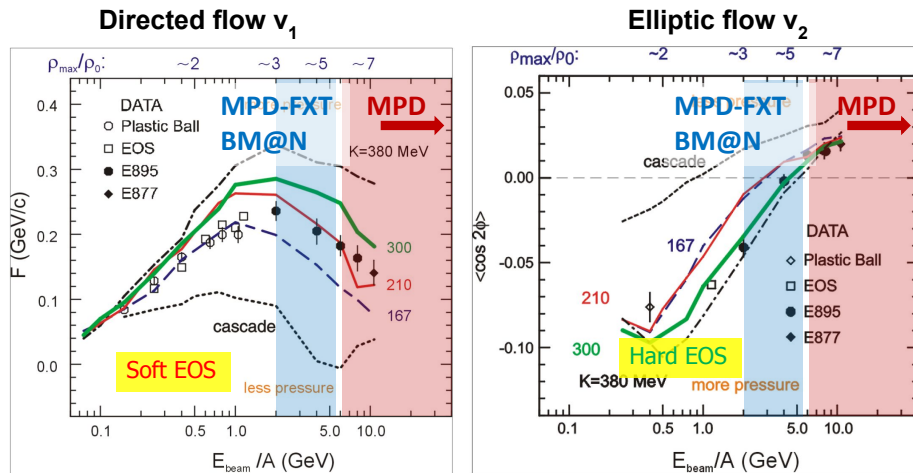 Directed flow v1
Elliptic flow v2
ρmax/ρ0: ~2 ~3 ~5 ~7
0.4
0.3
0.2
0.1
0.0
F (GeV/c)
DATA
Plastic Ball
EOS
E895
E877
MPD-FXT
BM@N
more pressure
MPD
K=380 MeV
300
210
167
cascade
Soft EOS
less pressure
0.1 0.5 1.0 5.0 10.0
Ebeam/A (GeV)
ρmax/ρ0: ~2 ~3 ~5 ~7
+0.05
0.00
-0.05
-0.10
<cos 2ϕ>
less pressure
MPD-FXT
BM@N
MPD
cascade
167
DATA
Plastic Ball
EOS
E895
E877
210
300
Hard EOS
K=380 MeV
more pressure
0.1 0.5 1.0 5.0 10.0
Ebeam/A (GeV)